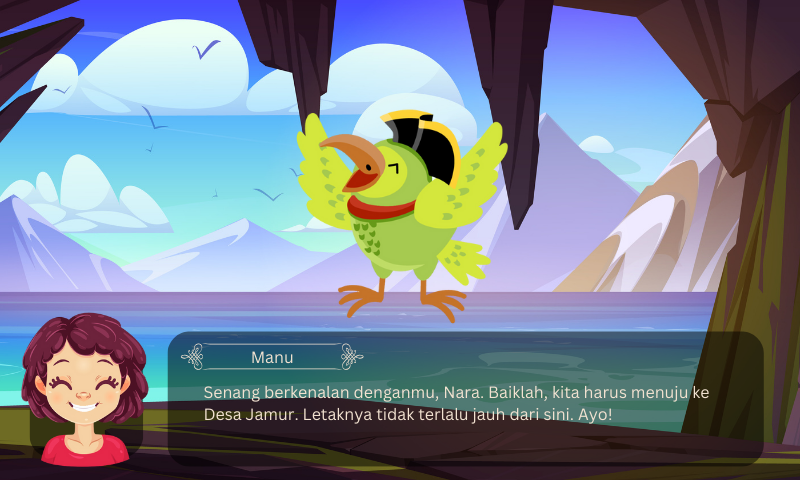 Manu
Senang berkenalan denganmu, Nara. Baiklah, kita harus menuju ke
Desa Jamur. Letaknya tidak terlalu jauh dari sini. Ayo!